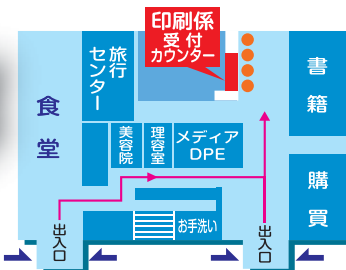 印刷係
受付
カウンター
旅行
センター
書籍
食堂
美容院
理容室
メディア
DPE
購買
お手洗い
出入口
出入口